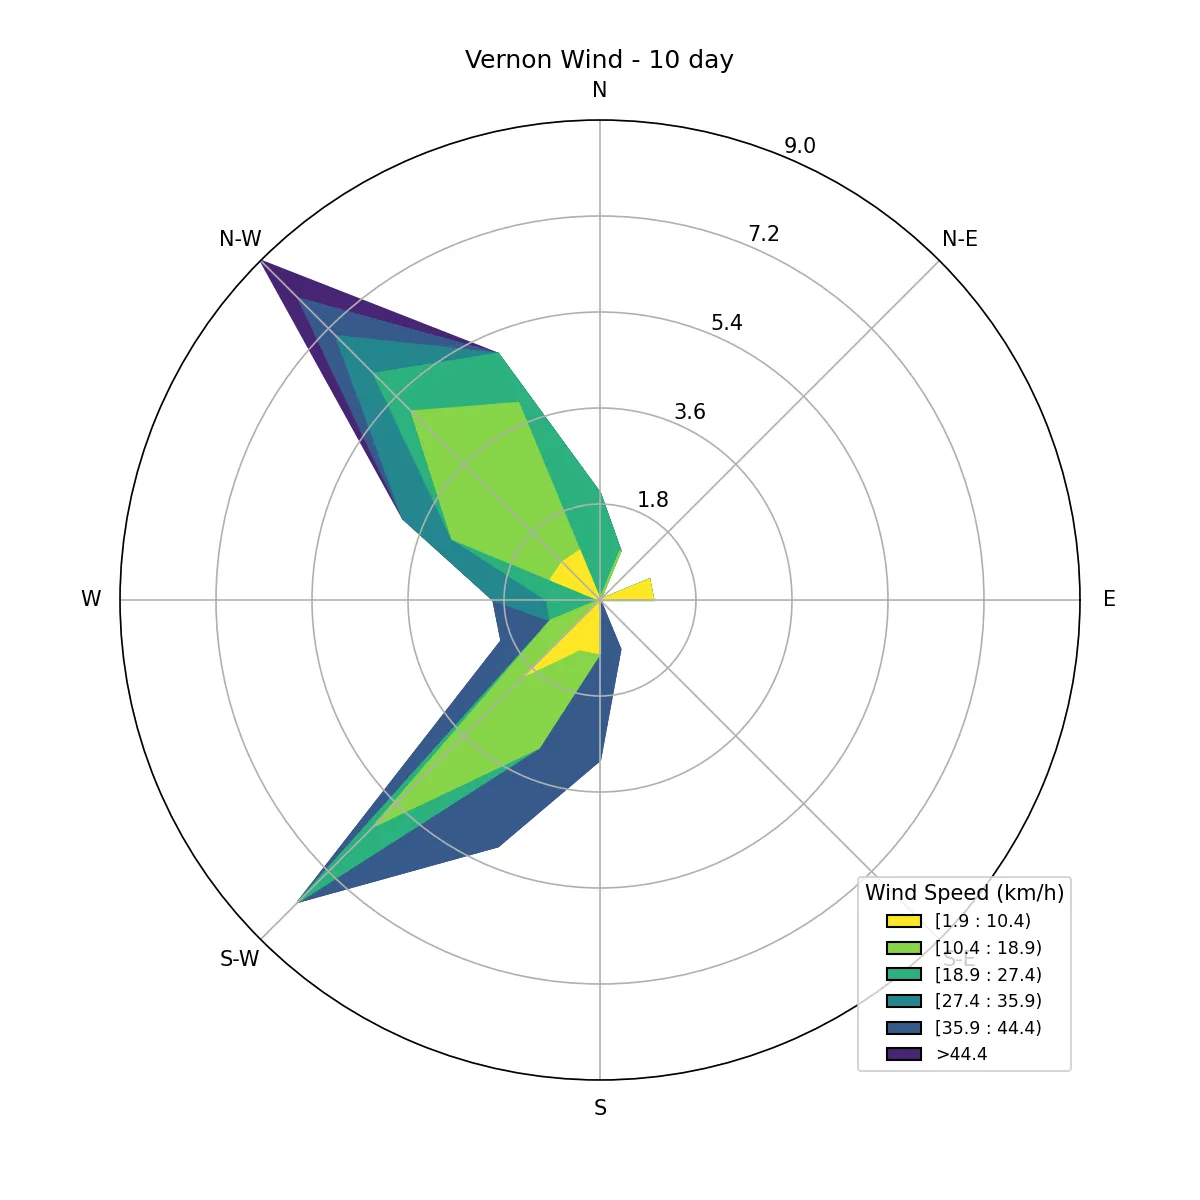 Vernon Wind - 10 day
N
9.0
7.2
N-W
N-E
5.4
3.6
1.8
W
E
Wind Speed (km/h)
[1.9 : 10.4)
[10.4 : 18.9)
S-W
S-E
[18.9 : 27.4)
[27.4 : 35.9)
[35.9 : 44.4)
>44.4
S